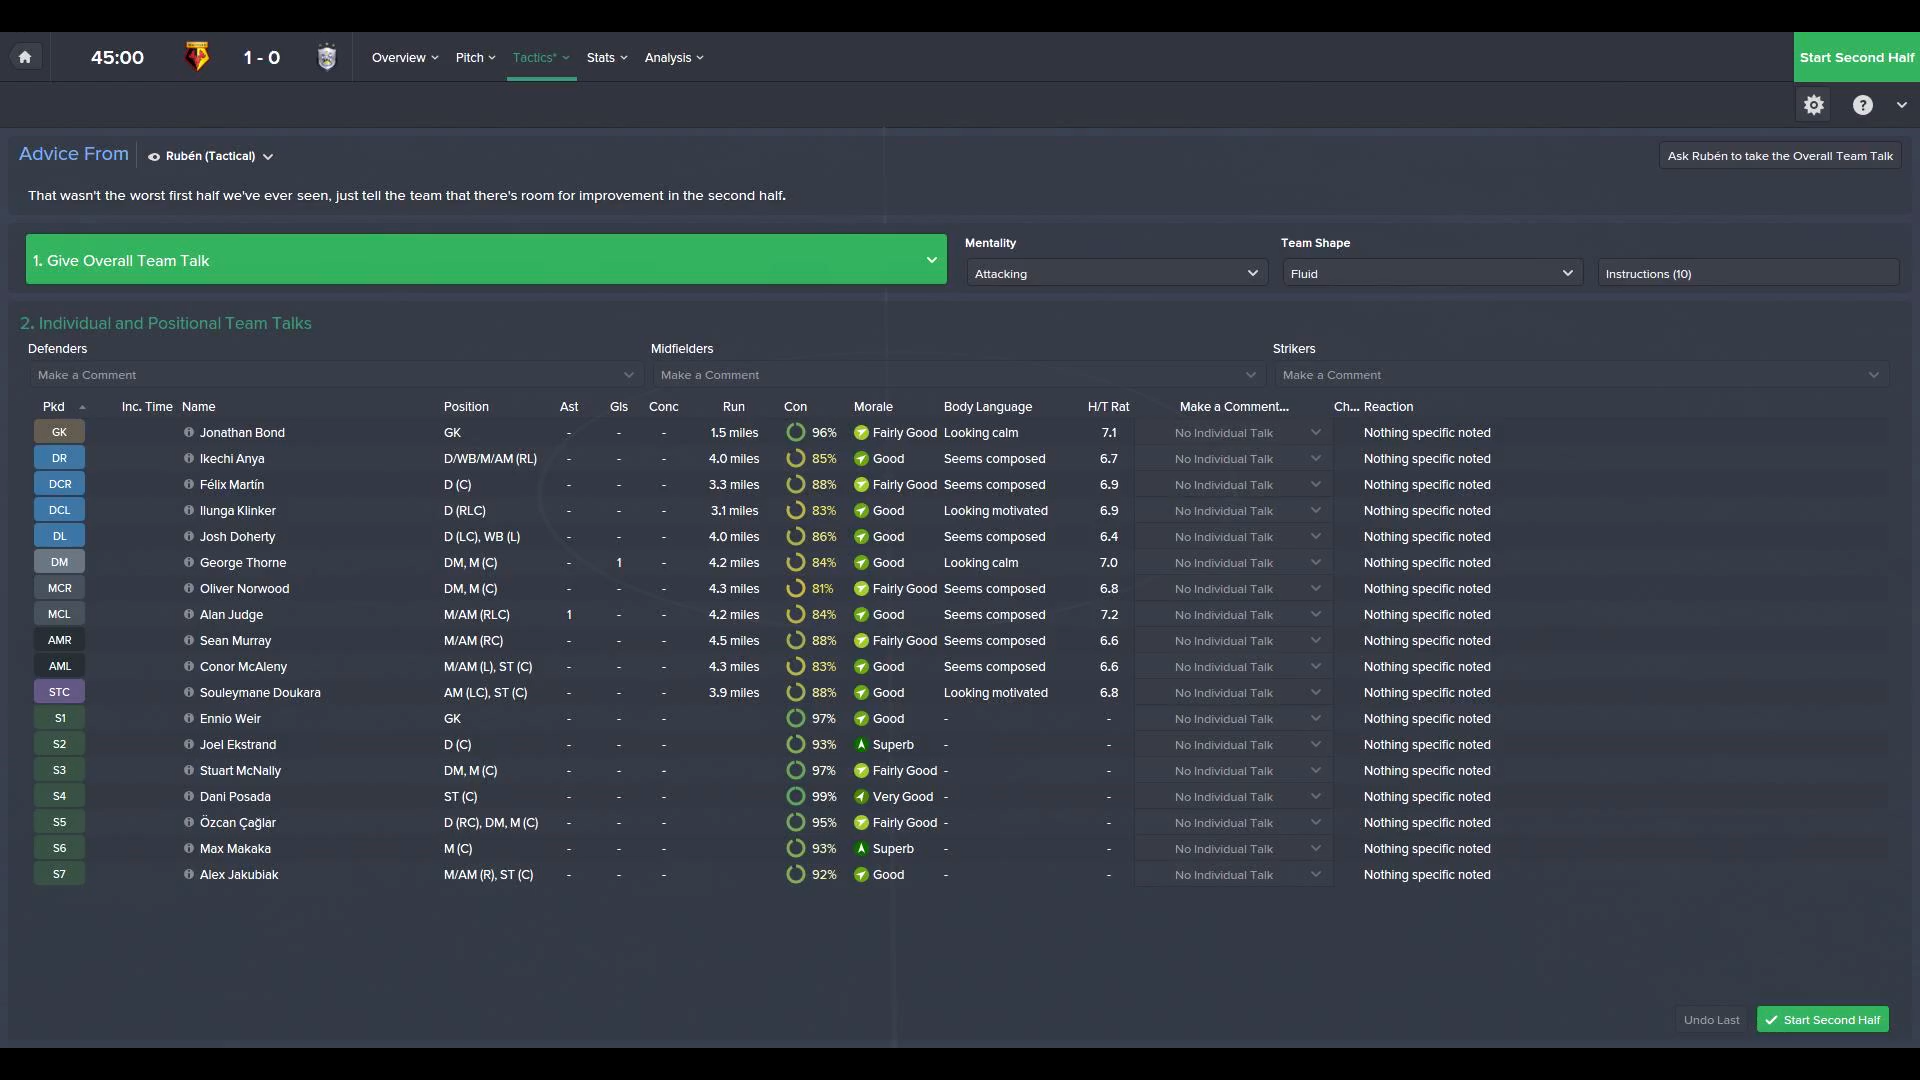 45:00 1 - 0 Overview Pitch Tactics* Stats Analysis Start Second Half
Advice From Rubén (Tactical) Ask Rubén to take the Overall Team Talk
That wasn't the worst first half we've ever seen, just tell the team that there's room for improvement in the second half.
Mentality Team Shape
1. Give Overall Team Talk Attacking Fluid Instructions (10)
2. Individual and Positional Team Talks
Defenders Midfielders Strikers
Make a Comment Make a Comment Make a Comment
Pkd Inc. Time Name Position Ast Gls Conc Run Con Morale Body Language H/T Rat Make a Comment... Ch... Reaction
GK Jonathan Bond GK - - - 1.5 miles 96% Fairly Good Looking calm 7.1 No Individual Talk Nothing specific noted
DR Ikechi Anya D/WB/M/AM (RL) - - - 4.0 miles 85% Good Seems composed 6.7 No Individual Talk Nothing specific noted
DCR Félix Martín D (C) - - - 3.3 miles 88% Fairly Good Seems composed 6.9 No Individual Talk Nothing specific noted
DCL Ilunga Klinker D (RLC) - - - 3.1 miles 83% Good Looking motivated 6.9 No Individual Talk Nothing specific noted
DL Josh Doherty D (LC), WB (L) - - - 4.0 miles 86% Good Seems composed 6.4 No Individual Talk Nothing specific noted
DM George Thorne DM, M (C) - 1 - 4.2 miles 84% Good Looking calm 7.0 No Individual Talk Nothing specific noted
MCR Oliver Norwood DM, M (C) - - - 4.3 miles 81% Fairly Good Seems composed 6.8 No Individual Talk Nothing specific noted
MCL Alan Judge M/AM (RLC) 1 - - 4.2 miles 84% Good Seems composed 7.2 No Individual Talk Nothing specific noted
AMR Sean Murray M/AM (RC) - - - 4.5 miles 88% Fairly Good Seems composed 6.6 No Individual Talk Nothing specific noted
AML Conor McAleny M/AM (L), ST (C) - - - 4.3 miles 83% Good Seems composed 6.6 No Individual Talk Nothing specific noted
STC Souleymane Doukara AM (LC), ST (C) - - - 3.9 miles 88% Good Looking motivated 6.8 No Individual Talk Nothing specific noted
S1 Ennio Weir GK - - - 97% Good - - No Individual Talk Nothing specific noted
S2 Joel Ekstrand D (C) - - - 93% Superb - - No Individual Talk Nothing specific noted
S3 Stuart McNally DM, M (C) - - - 97% Fairly Good - - No Individual Talk Nothing specific noted
S4 Dani Posada ST (C) - - - 99% Very Good - - No Individual Talk Nothing specific noted
S5 Özcan Çağlar D (RC), DM, M (C) - - - 95% Fairly Good - - No Individual Talk Nothing specific noted
S6 Max Makaka M (C) - - - 93% Superb - - No Individual Talk Nothing specific noted
S7 Alex Jakubiak M/AM (R), ST (C) - - - 92% Good - - No Individual Talk Nothing specific noted
Undo Last Start Second Half